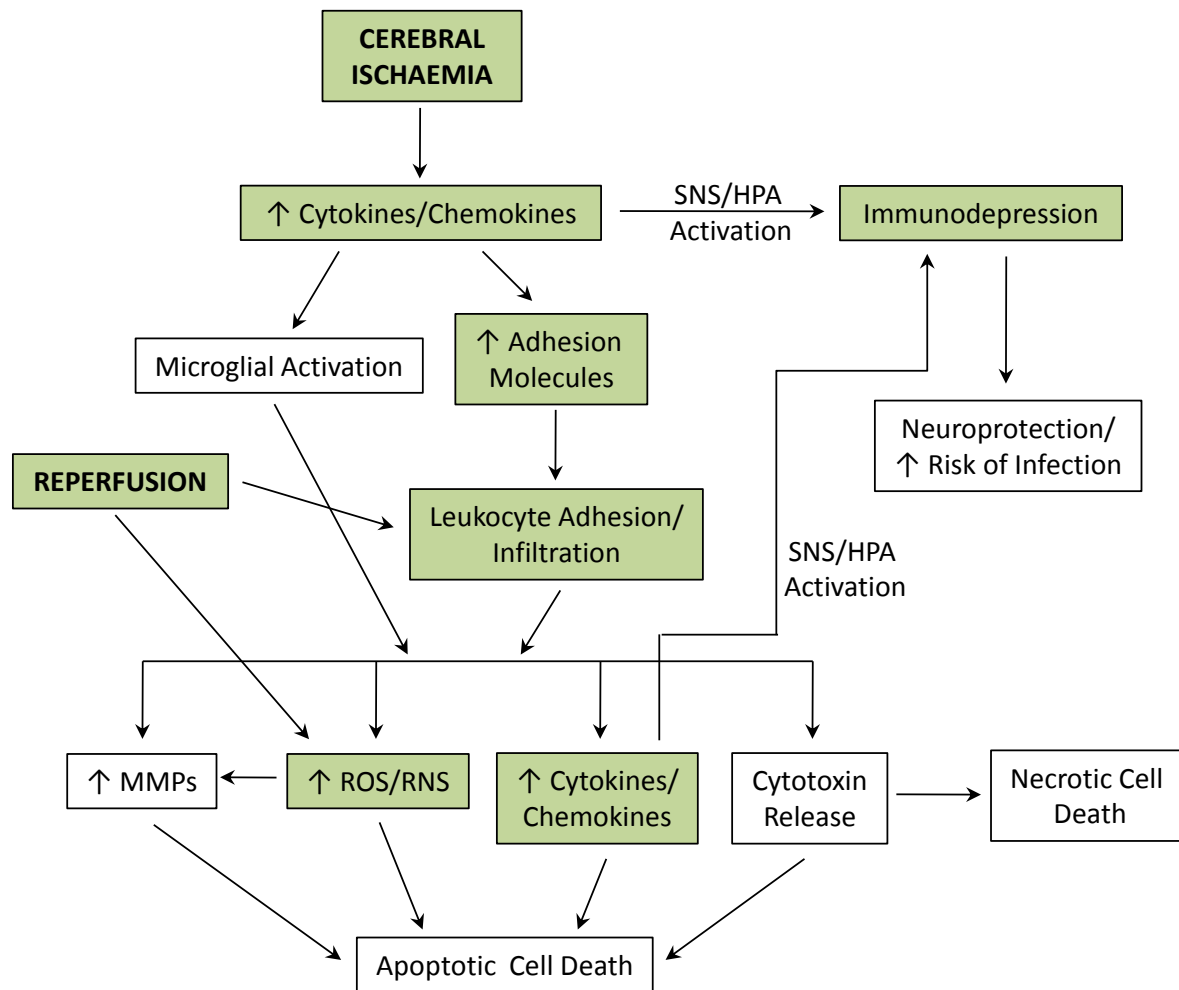 CEREBRAL
ISCHAEMIA
↑ Cytokines/Chemokines
SNS/HPA
Activation
Immunodepression
Microglial Activation
↑ Adhesion
Molecules
Neuroprotection/
↑ Risk of Infection
REPERFUSION
Leukocyte Adhesion/
Infiltration
SNS/HPA
Activation
↑ MMPs
↑ ROS/RNS
↑ Cytokines/
Chemokines
Cytotoxin
Release
Necrotic Cell
Death
Apoptotic Cell Death